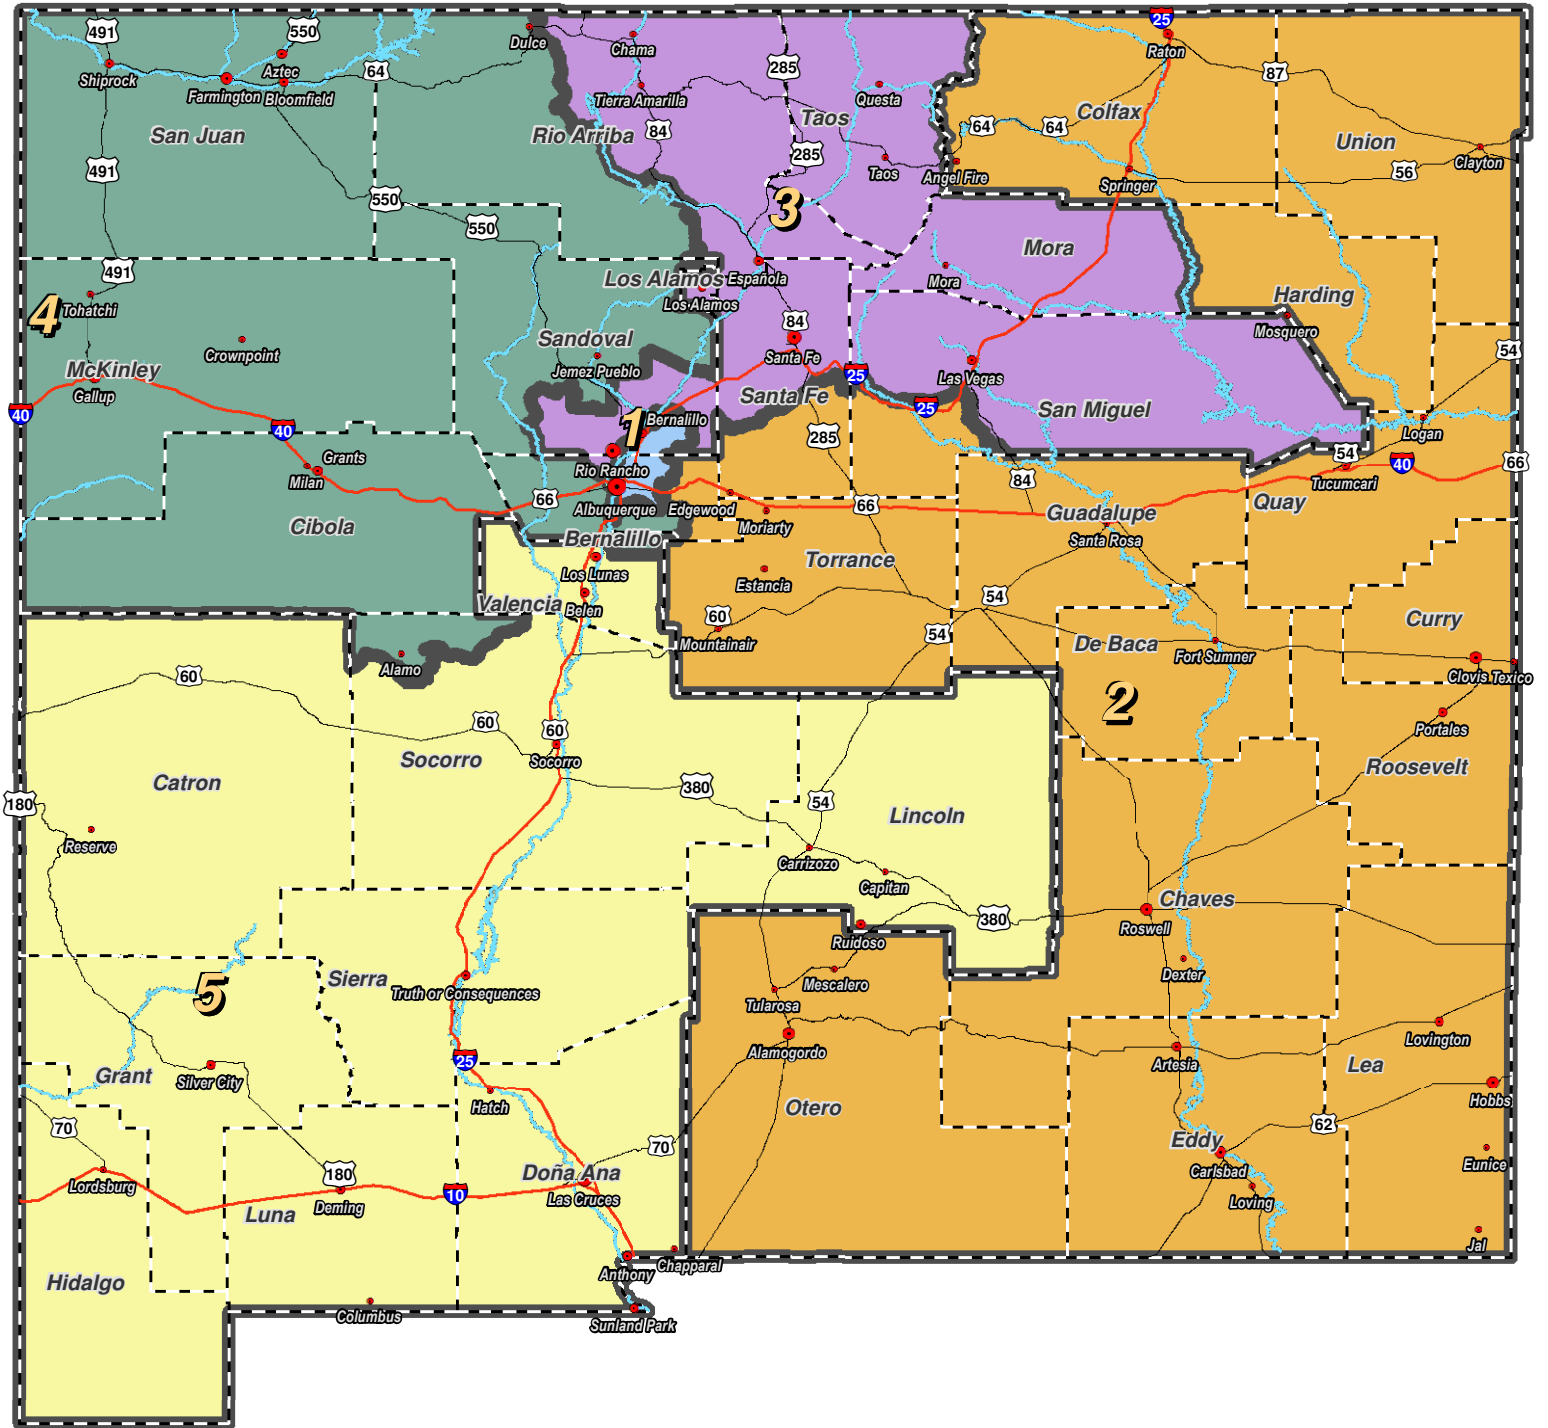 25
491
550
Dulce
Chama
Raton
Shiprock
Aztec
64
285
87
Farmington
Bloomfield
Tierra Amarilla
Questa
Colfax
San Juan
Rio Arriba
84
Taos
64
64
Union
491
285
Taos
Angel Fire
Springer
56
Clayton
550
3
550
Mora
491
Los Alamos
Española
Mora
Harding
4
Tohatchi
Los Alamos
84
Mosquero
Crownpoint
Sandoval
Santa Fe
54
McKinley
Jemez Pueblo
25
Las Vegas
Gallup
Santa Fe
40
25
San Miguel
40
1
Bernalillo
285
Logan
Grants
Rio Rancho
54
40
66
Milan
66
84
Tucumcari
Albuquerque
Edgewood
66
Quay
Cibola
Moriarty
Guadalupe
Bernalillo
Santa Rosa
Torrance
Los Lunas
Estancia
Valencia
Belen
60
54
Curry
Mountainair
54
De Baca
Fort Sumner
Alamo
60
Clovis
Texico
2
60
60
Portales
Socorro
Socorro
Catron
380
Roosevelt
180
54
Lincoln
Reserve
Carrizozo
Capitan
Chaves
380
Roswell
Ruidoso
Sierra
Dexter
5
Truth or Consequences
Mescalero
Tularosa
Alamogordo
Lovington
25
Artesia
Lea
Grant
Silver City
Hatch
Otero
Hobbs
70
62
70
Eddy
Doña Ana
Carlsbad
Eunice
180
Lordsburg
10
Las Cruces
Loving
Luna
Deming
Jal
Anthony
Chapparal
Hidalgo
Columbus
Sunland Park